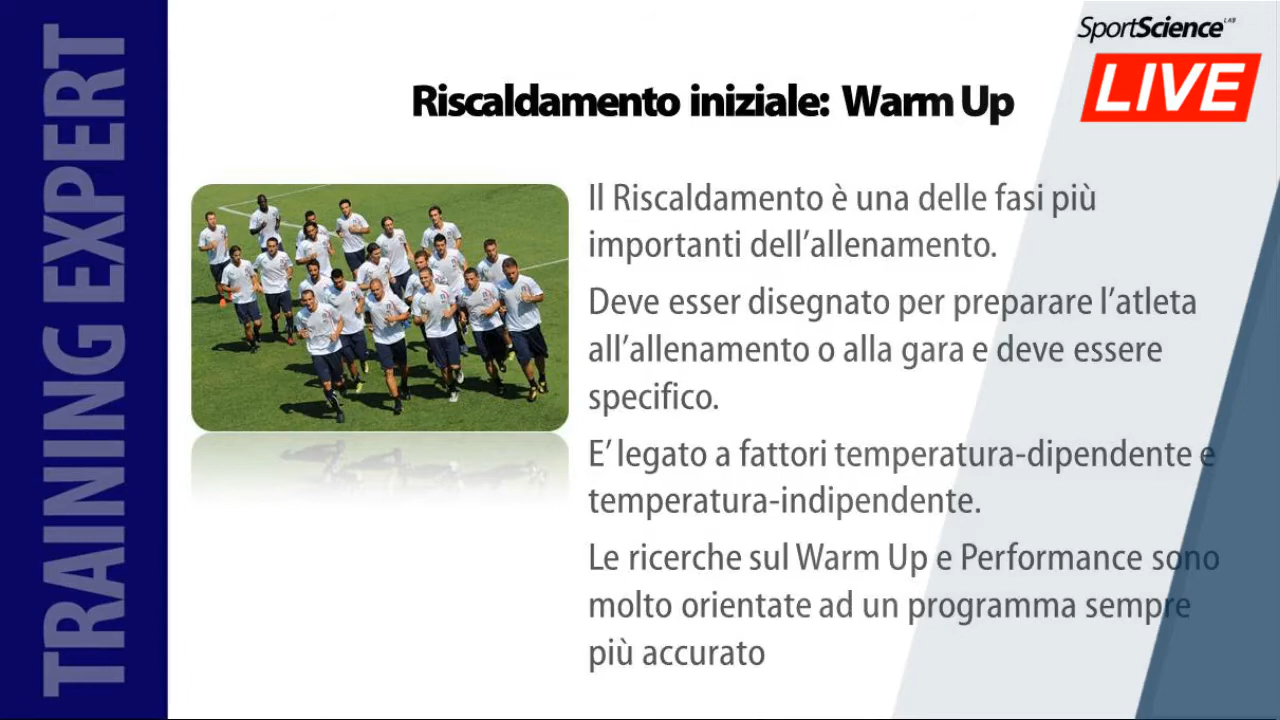 TRAINING EXPERT
SportScience LAB
LIVE
Riscaldamento iniziale: Warm Up
Il Riscaldamento è una delle fasi più
importanti dell’allenamento.
Deve esser disegnato per preparare l’atleta
all’allenamento o alla gara e deve essere
specifico.
E’ legato a fattori temperatura-dipendente e
temperatura-indipendente.
Le ricerche sul Warm Up e Performance sono
molto orientate ad un programma sempre
più accurato